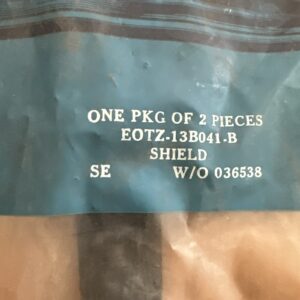 ONE PKG OF 2 PIECES
EOTZ-13B041-B
SHIELD
SE W/O 036538